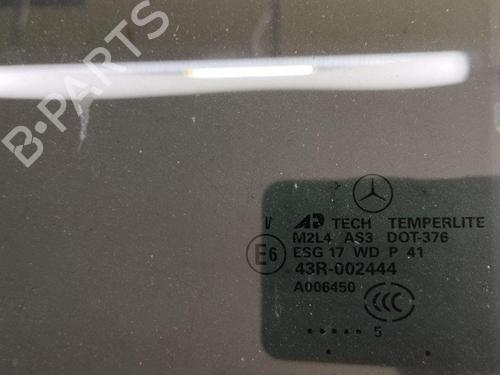 B-PARTS
V
AP TECH TEMPERLITE
M2L4 AS3 DOT-376
ESG 17 WD P 41
E6
43R-002444
A006450
CCC
. . . . . 5